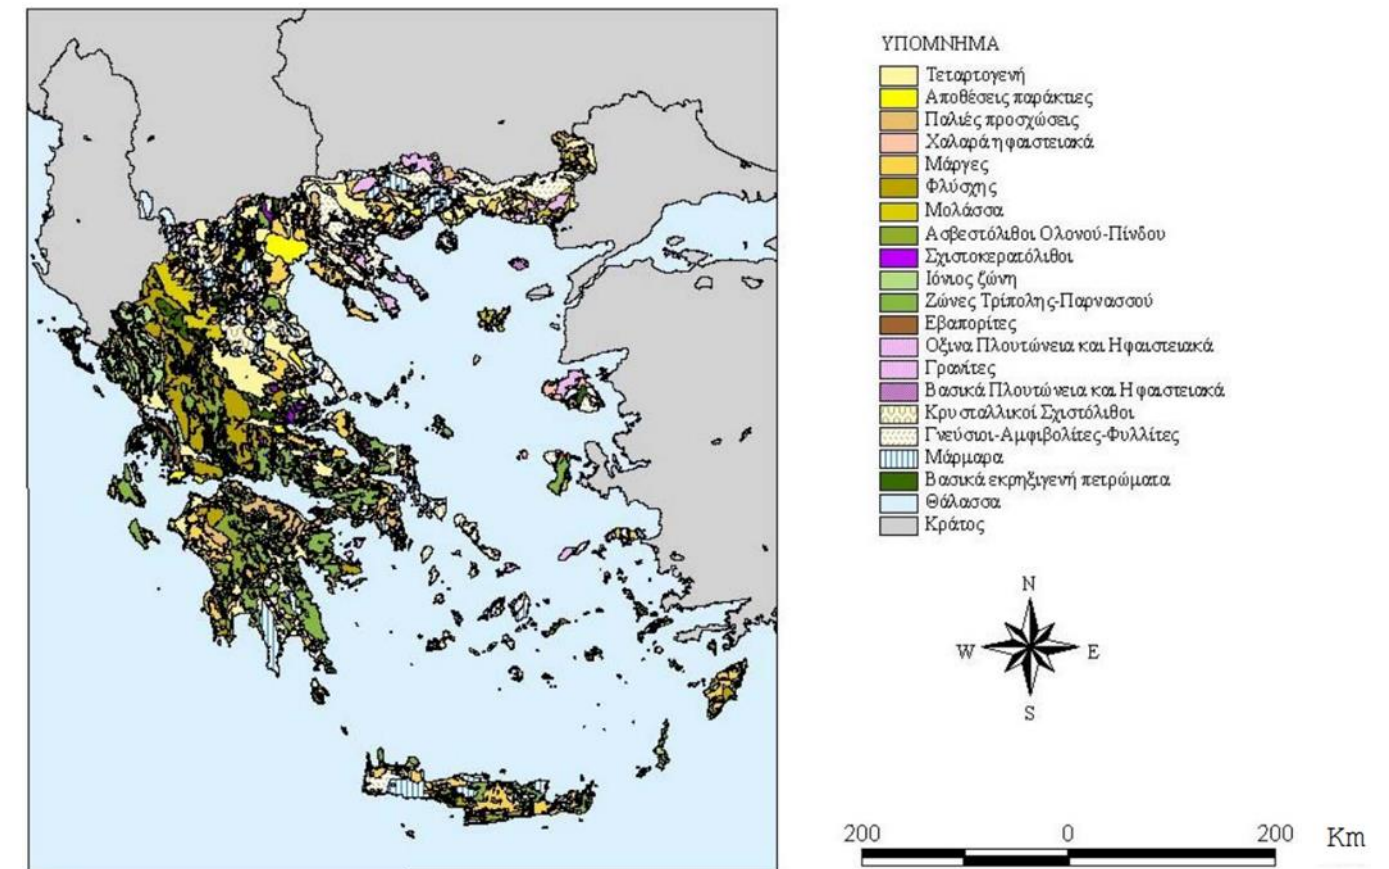 ΥΠΟΜΝΗΜΑ
Τεταρτογενή
Αποθέσεις παράκτιες
Παλιές προσχώσεις
Χαλαρά ηφαιστειακά
Μάργες
Φλύσχης
Μολάσσα
Ασβεστόλιθοι Ολονού-Πίνδου
Σχιστοκερατόλιθοι
Ιόνιος ζώνη
Ζώνες Τρίπολης-Παρνασσού
Εβαπορίτες
Οξινα Πλουτώνεια και Ηφαιστειακά
Γρανίτες
Βασικά Πλουτώνεια και Ηφαιστειακά
Κρυσταλλικοί Σχιστόλιθοι
Γνεύσιοι-Αμφιβολίτες-Φυλλίτες
Μάρμαρα
Βασικά εκρηξιγενή πετρώματα
Θάλασσα
Κράτος
N
W E
S
200 0 200 Km